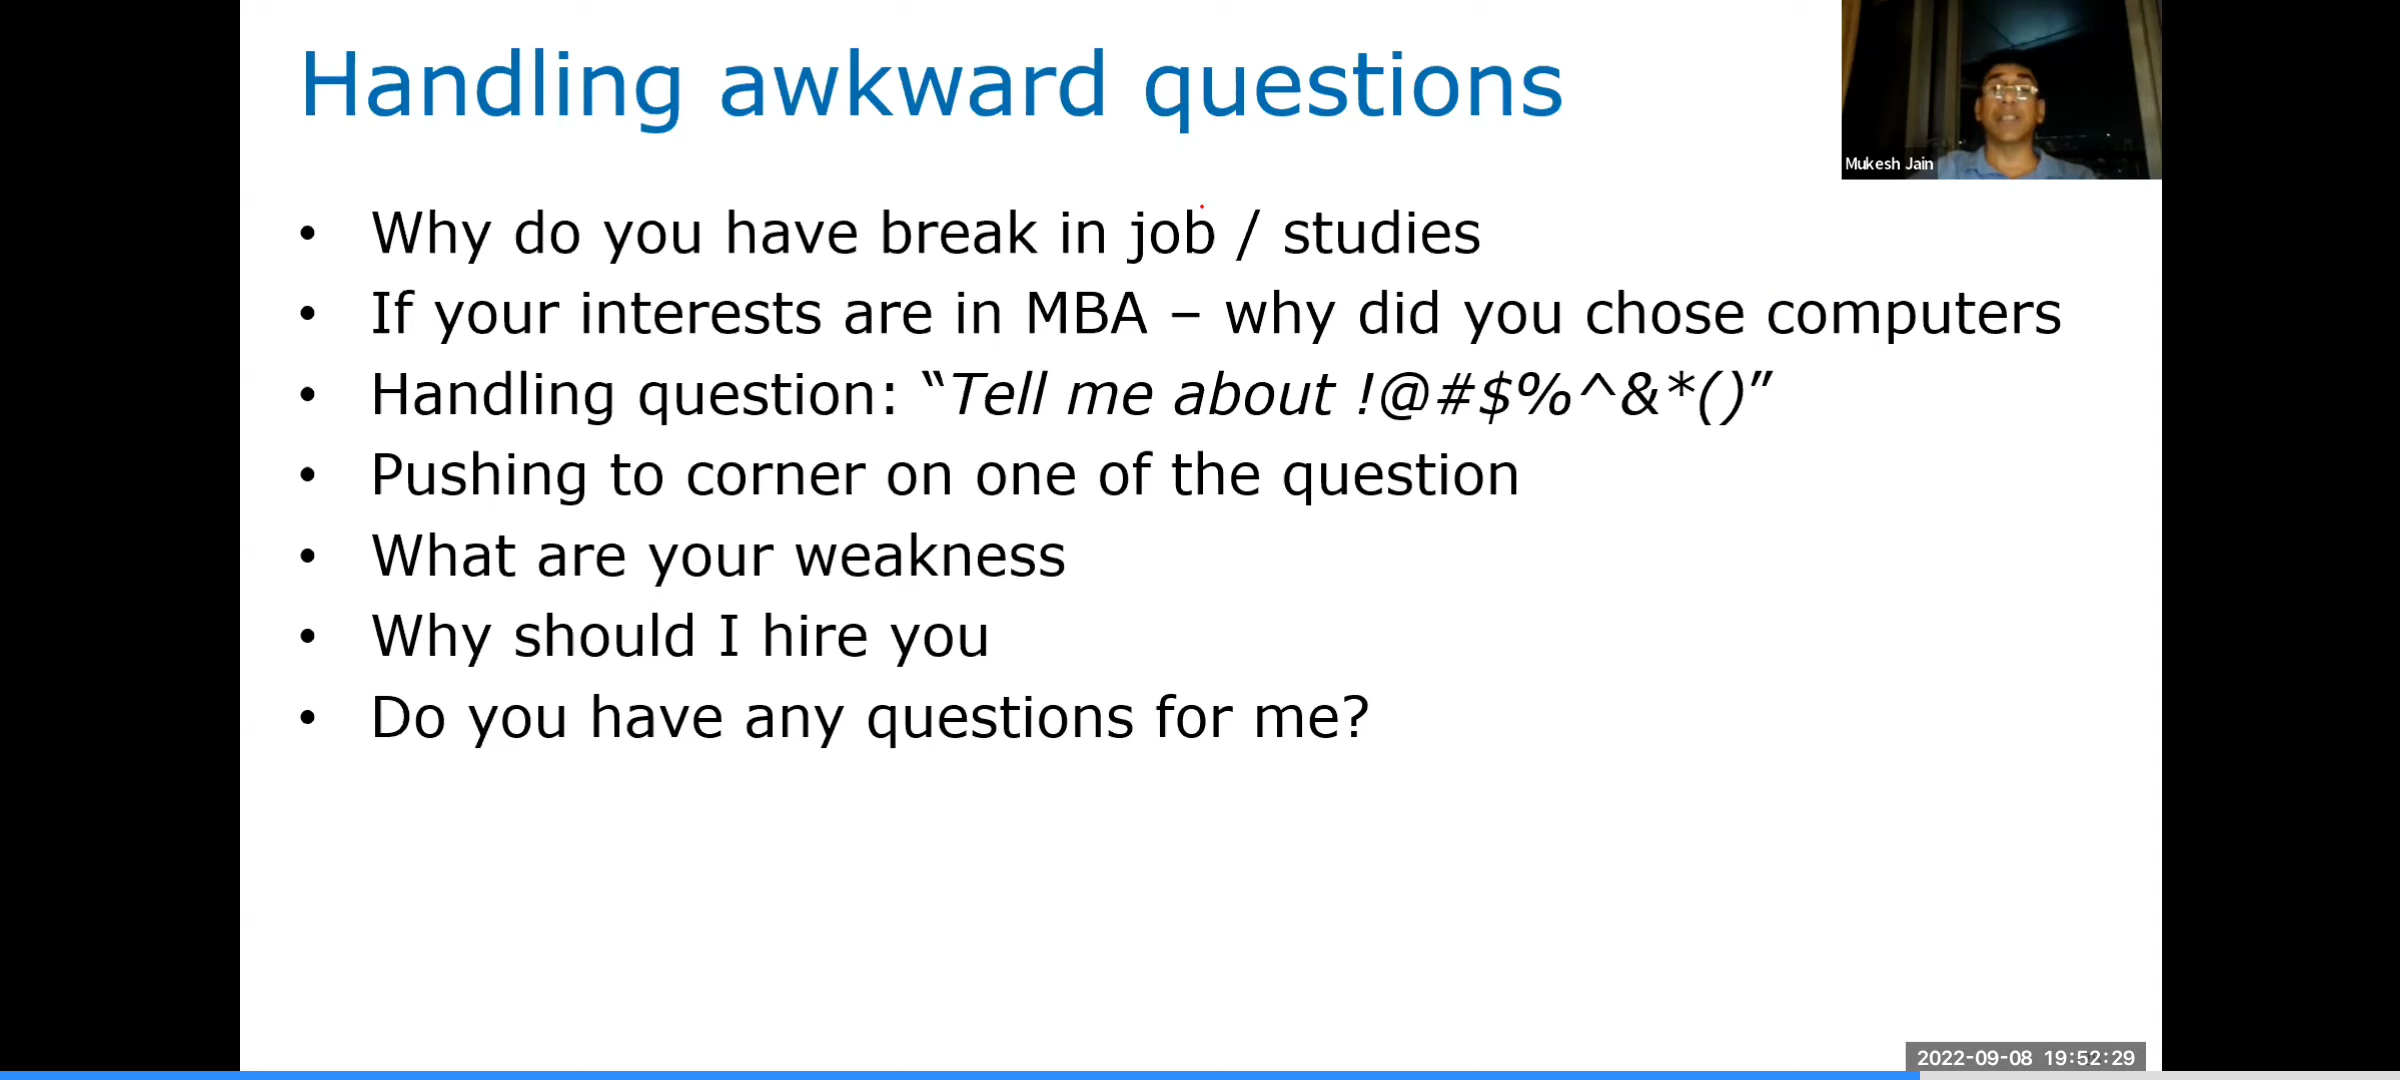 Handling awkward questions
Mukesh Jain
• Why do you have break in job / studies
• If your interests are in MBA – why did you chose computers
• Handling question: “Tell me about !@#$%^&*()”
• Pushing to corner on one of the question
• What are your weakness
• Why should I hire you
• Do you have any questions for me?
2022-09-08 19:52:29